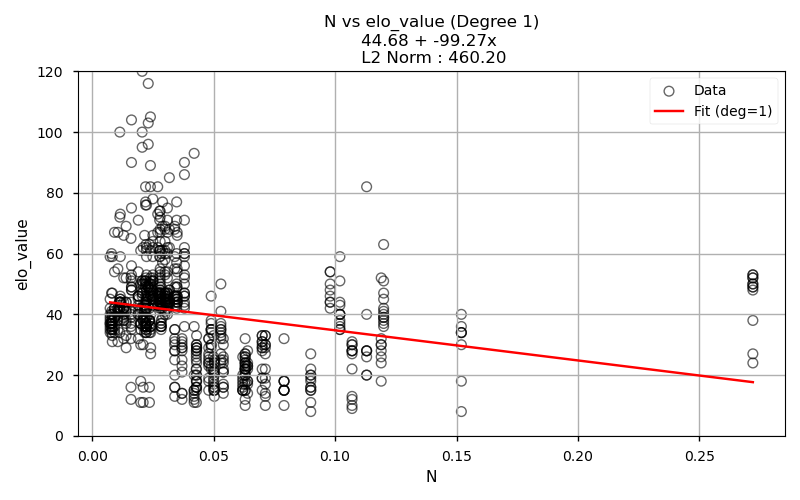 N vs elo_value (Degree 1)
44.68 + -99.27x
L2 Norm : 460.20
Data
Fit (deg=1)
elo_value
120
100
80
60
40
20
0
0.00 0.05 0.10 0.15 0.20 0.25
N